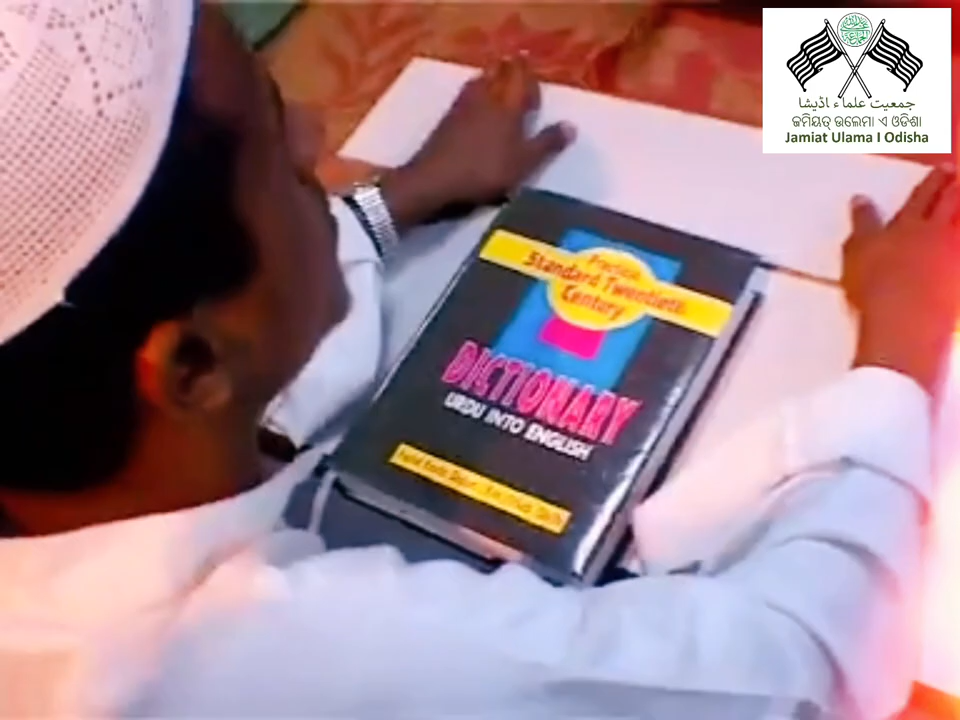 Practical
Standard Twentieth
Century
DICTIONARY
URDU INTO ENGLISH
جمعیت علماء اڈیشا
ଜମିୟତ୍ ଉଲେମା ଏ ଓଡିଶା
Jamiat Ulama I Odisha